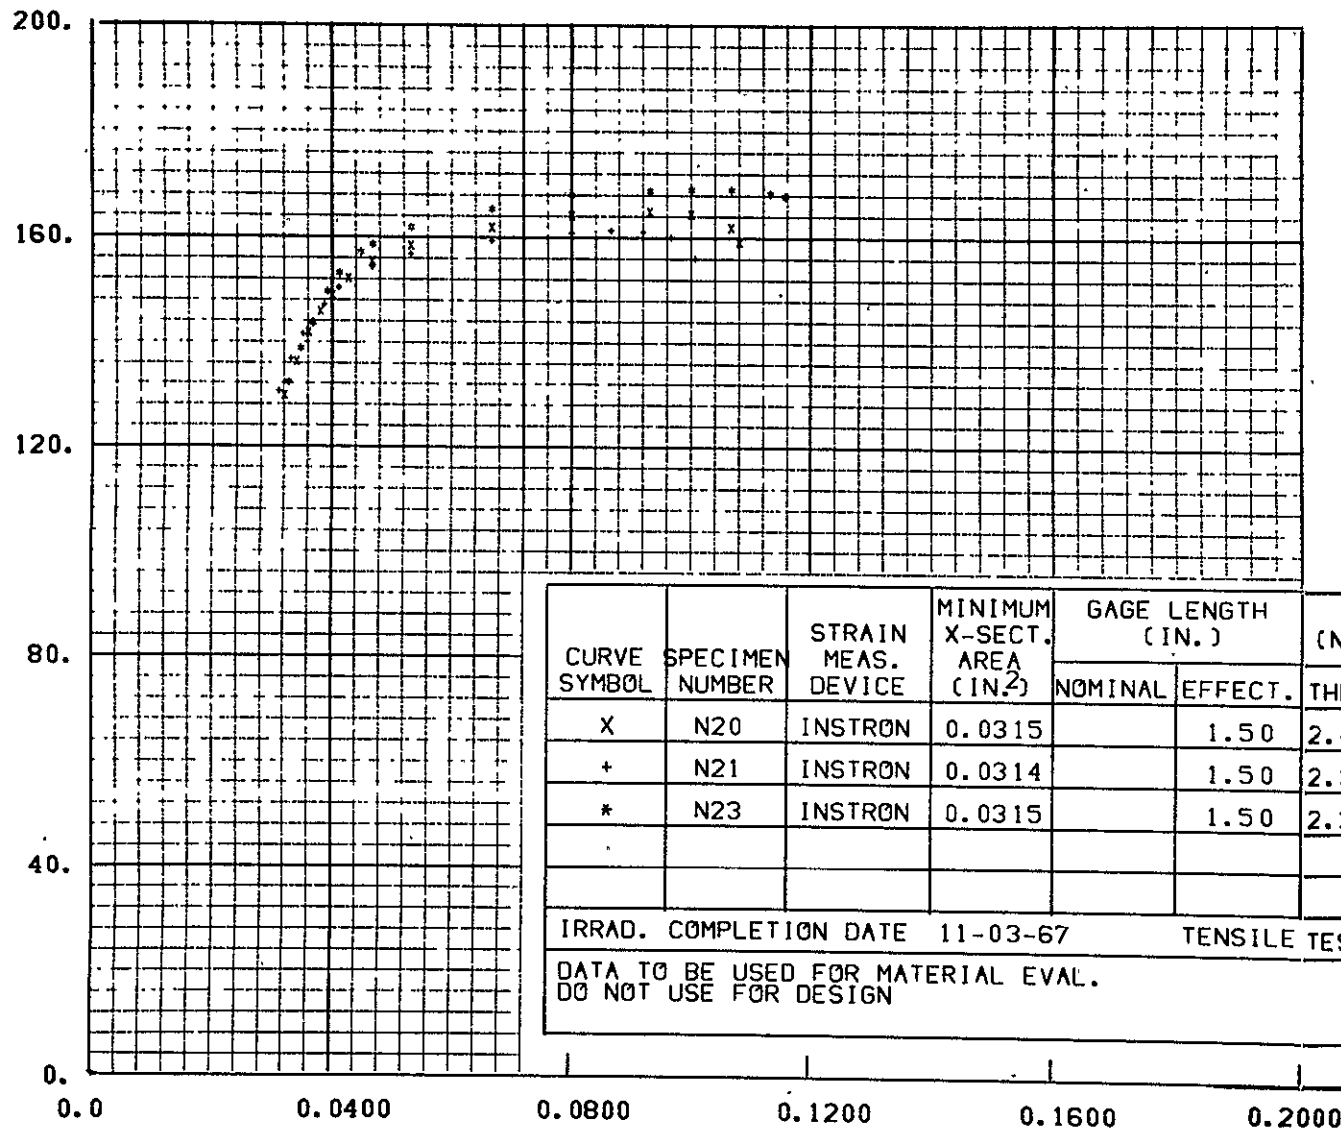 200.
160.
120.
80.
40.
0.
0.0 0.0400 0.0800 0.1200 0.1600 0.2000
CURVE SYMBOL SPECIMEN NUMBER STRAIN MEAS. DEVICE MINIMUM X-SECT. AREA (IN.2) GAGE LENGTH (IN.)
NOMINAL EFFECT.
X N20 INSTRON 0.0315 1.50 2.
+ N21 INSTRON 0.0314 1.50 2.
* N23 INSTRON 0.0315 1.50 2.
IRRAD. COMPLETION DATE 11-03-67 TENSILE
DATA TO BE USED FOR MATERIAL EVAL.
DO NOT USE FOR DESIGN